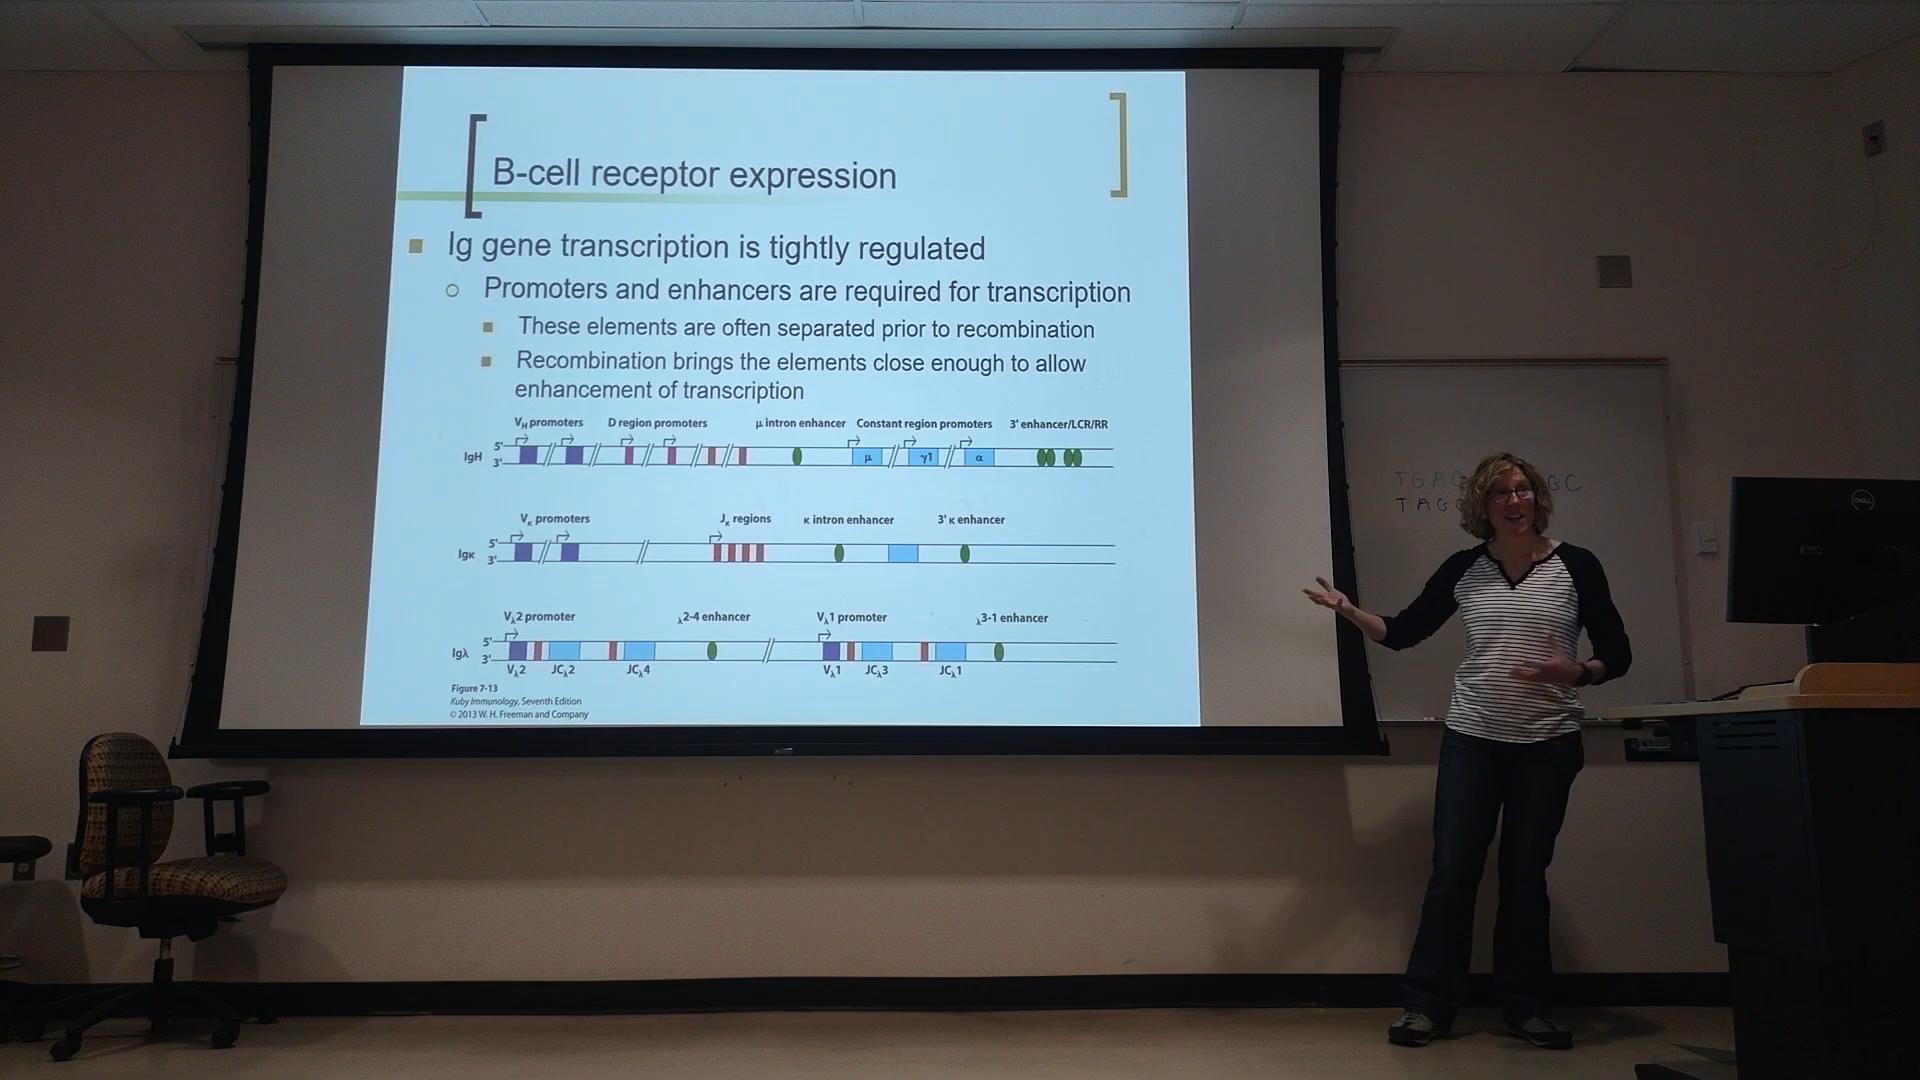 B-cell receptor expression
Ig gene transcription is tightly regulated
Promoters and enhancers are required for transcription
These elements are often separated prior to recombination
Recombination brings the elements close enough to allow
enhancement of transcription
V_H promoters D region promoters μ intron enhancer Constant region promoters 3' enhancer/LCR/RR
5'
IgH μ γ1 α
3'
Vκ promoters Jκ regions κ intron enhancer 3' κ enhancer
5'
Igκ
3'
Vλ2 promoter λ2-4 enhancer Vλ1 promoter λ3-1 enhancer
5'
Igλ
3'
Vλ2 JCλ2 JCλ4 Vλ1 JCλ3 JCλ1
Figure 7-13
Kuby Immunology, Seventh Edition
© 2013 W. H. Freeman and Company
DELL